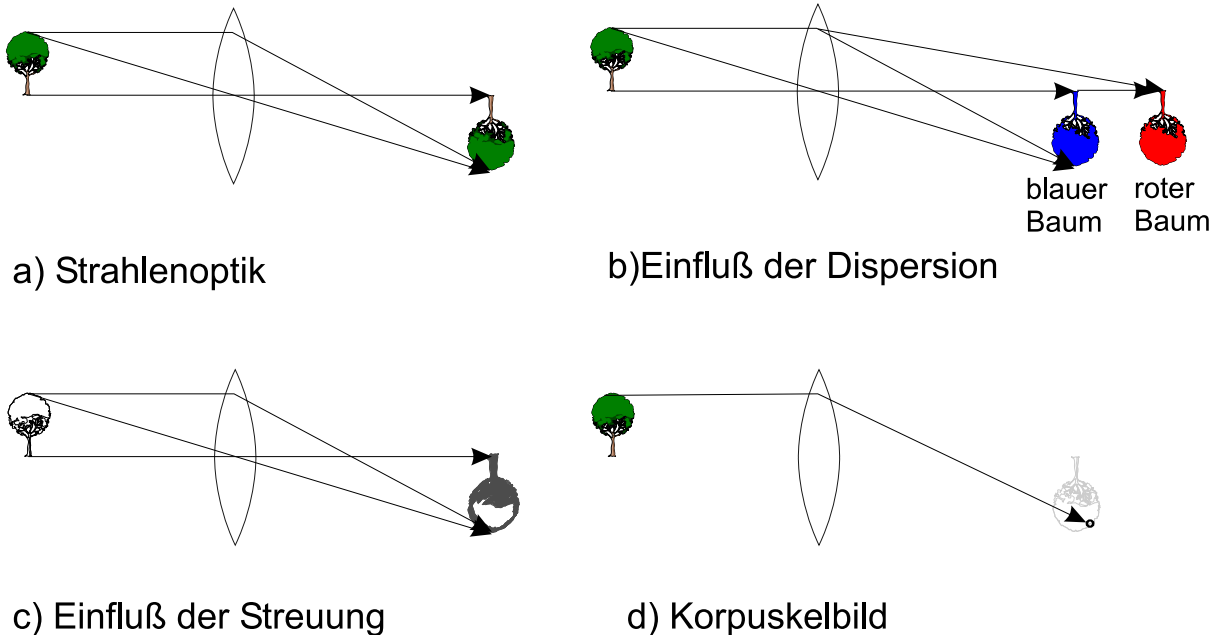 blauer
Baum
roter
Baum
a) Strahlenoptik
b)Einfluß der Dispersion
c) Einfluß der Streuung
d) Korpuskelbild